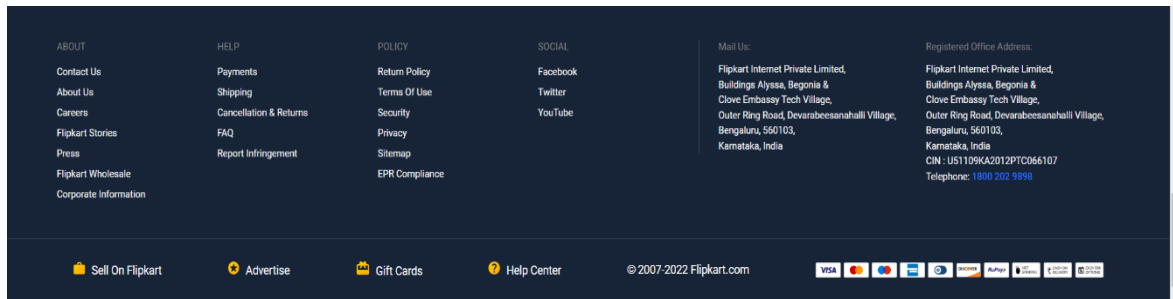 ABOUT
Contact Us
About Us
Careers
Flipkart Stories
Press
Flipkart Wholesale
Corporate Information
HELP
Payments
Shipping
Cancellation & Returns
FAQ
Report Infringement
POLICY
Return Policy
Terms Of Use
Security
Privacy
Sitemap
EPR Compliance
SOCIAL
Facebook
Twitter
YouTube
Mail Us:
Flipkart Internet Private Limited,
Buildings Alyssa, Begonia &
Clove Embassy Tech Village,
Outer Ring Road, Devarabeesanahalli Village,
Bengaluru, 560103,
Karnataka, India
Registered Office Address:
Flipkart Internet Private Limited,
Buildings Alyssa, Begonia &
Clove Embassy Tech Village,
Outer Ring Road, Devarabeesanahalli Village,
Bengaluru, 560103,
Karnataka, India
CIN : U51109KA2012PTC066107
Telephone: 1800 202 9898
Sell On Flipkart
Advertise
Gift Cards
Help Center
© 2007-2022 Flipkart.com
VISA
DISCOVER
RuPay